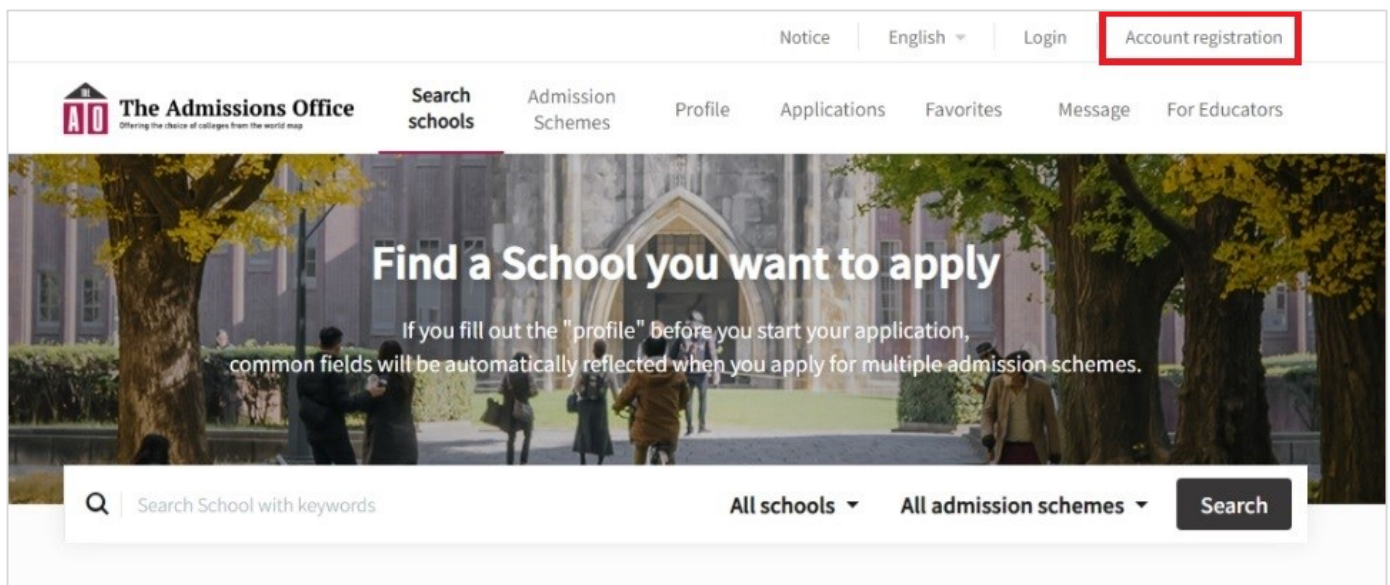 Notice English Login Account registration
THE
AO The Admissions Office
Offering the choice of colleges from the world map
Search schools
Admission Schemes
Profile
Applications
Favorites
Message
For Educators
Find a School you want to apply
If you fill out the "profile" before you start your application,
common fields will be automatically reflected when you apply for multiple admission schemes.
Search School with keywords All schools All admission schemes Search